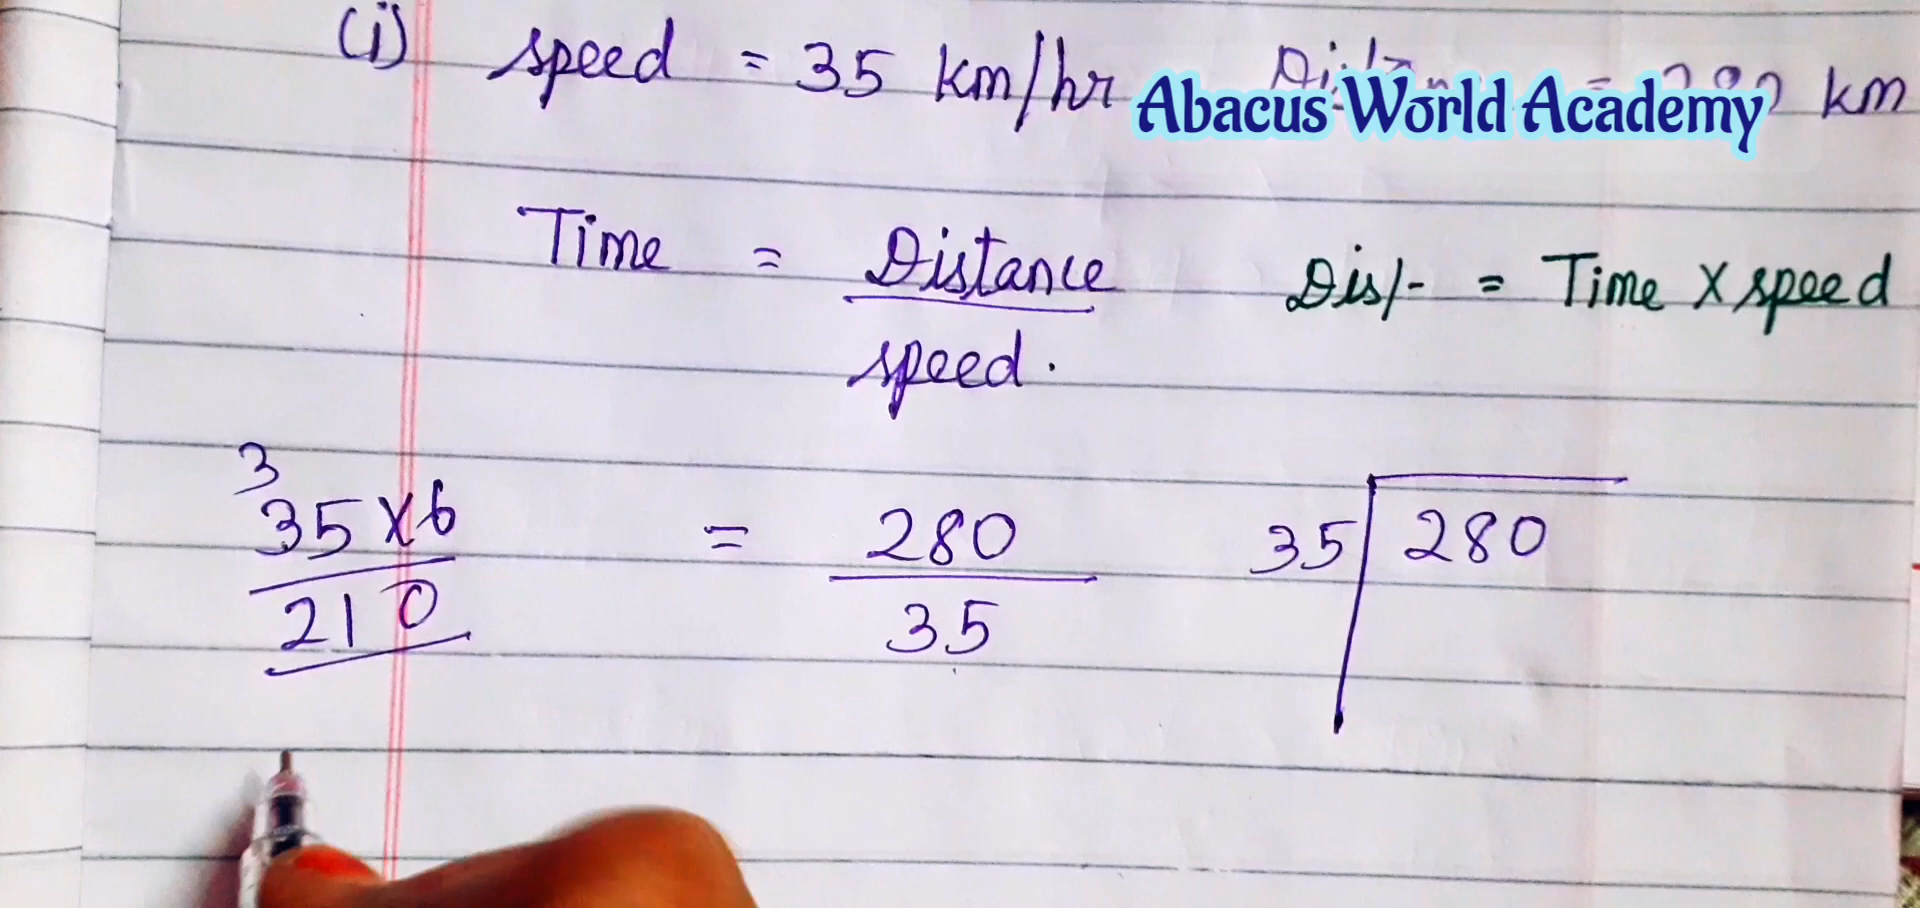 (i) speed = 35 km/hr = km
Abacus World Academy
Time = Distance Dist- = Time X speed
speed.
3
35 X 6 = 280 35 280
210 35